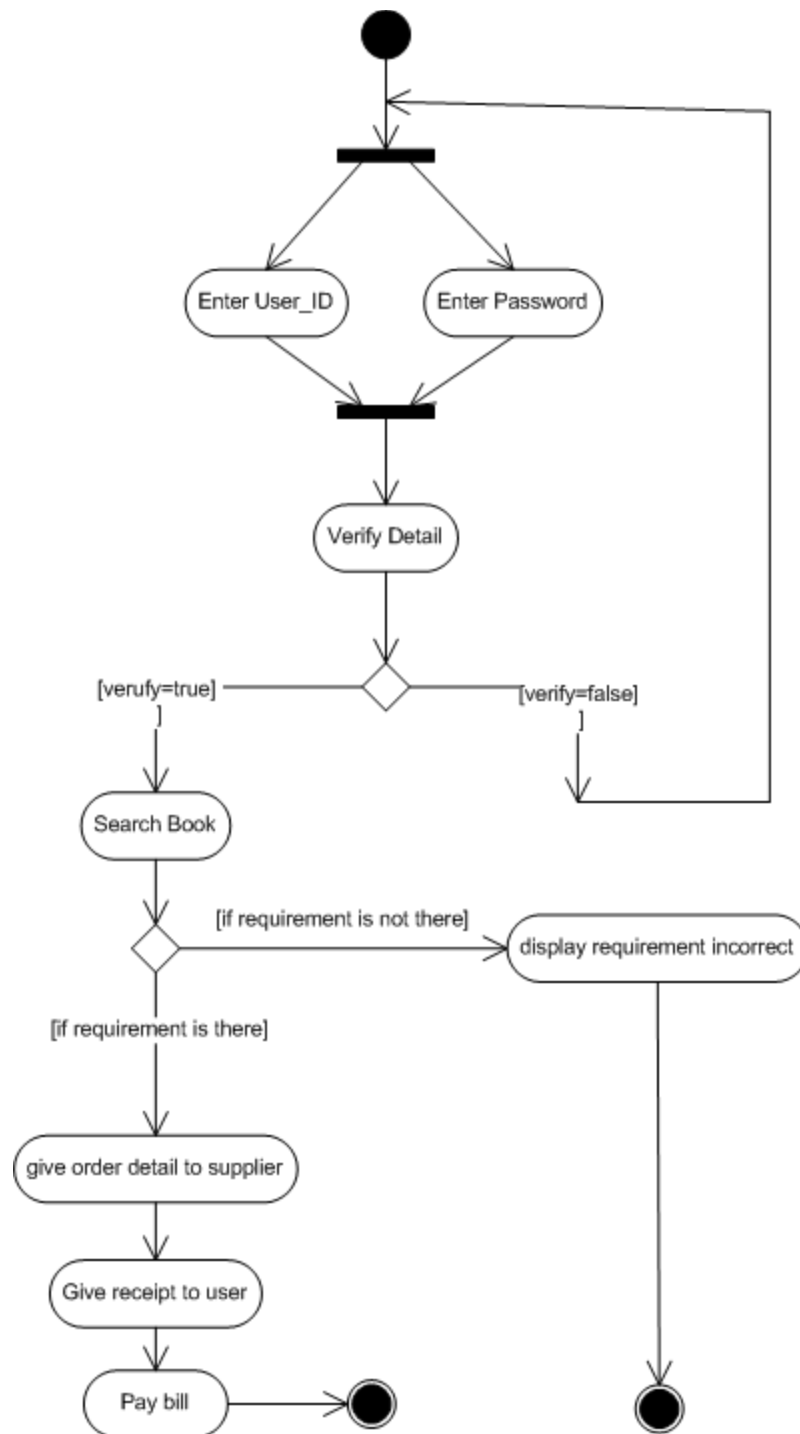 Enter User_ID
Enter Password
Verify Detail
[verufy=true]
]
[verify=false]
]
Search Book
[if requirement is not there]
display requirement incorrect
[if requirement is there]
give order detail to supplier
Give receipt to user
Pay bill